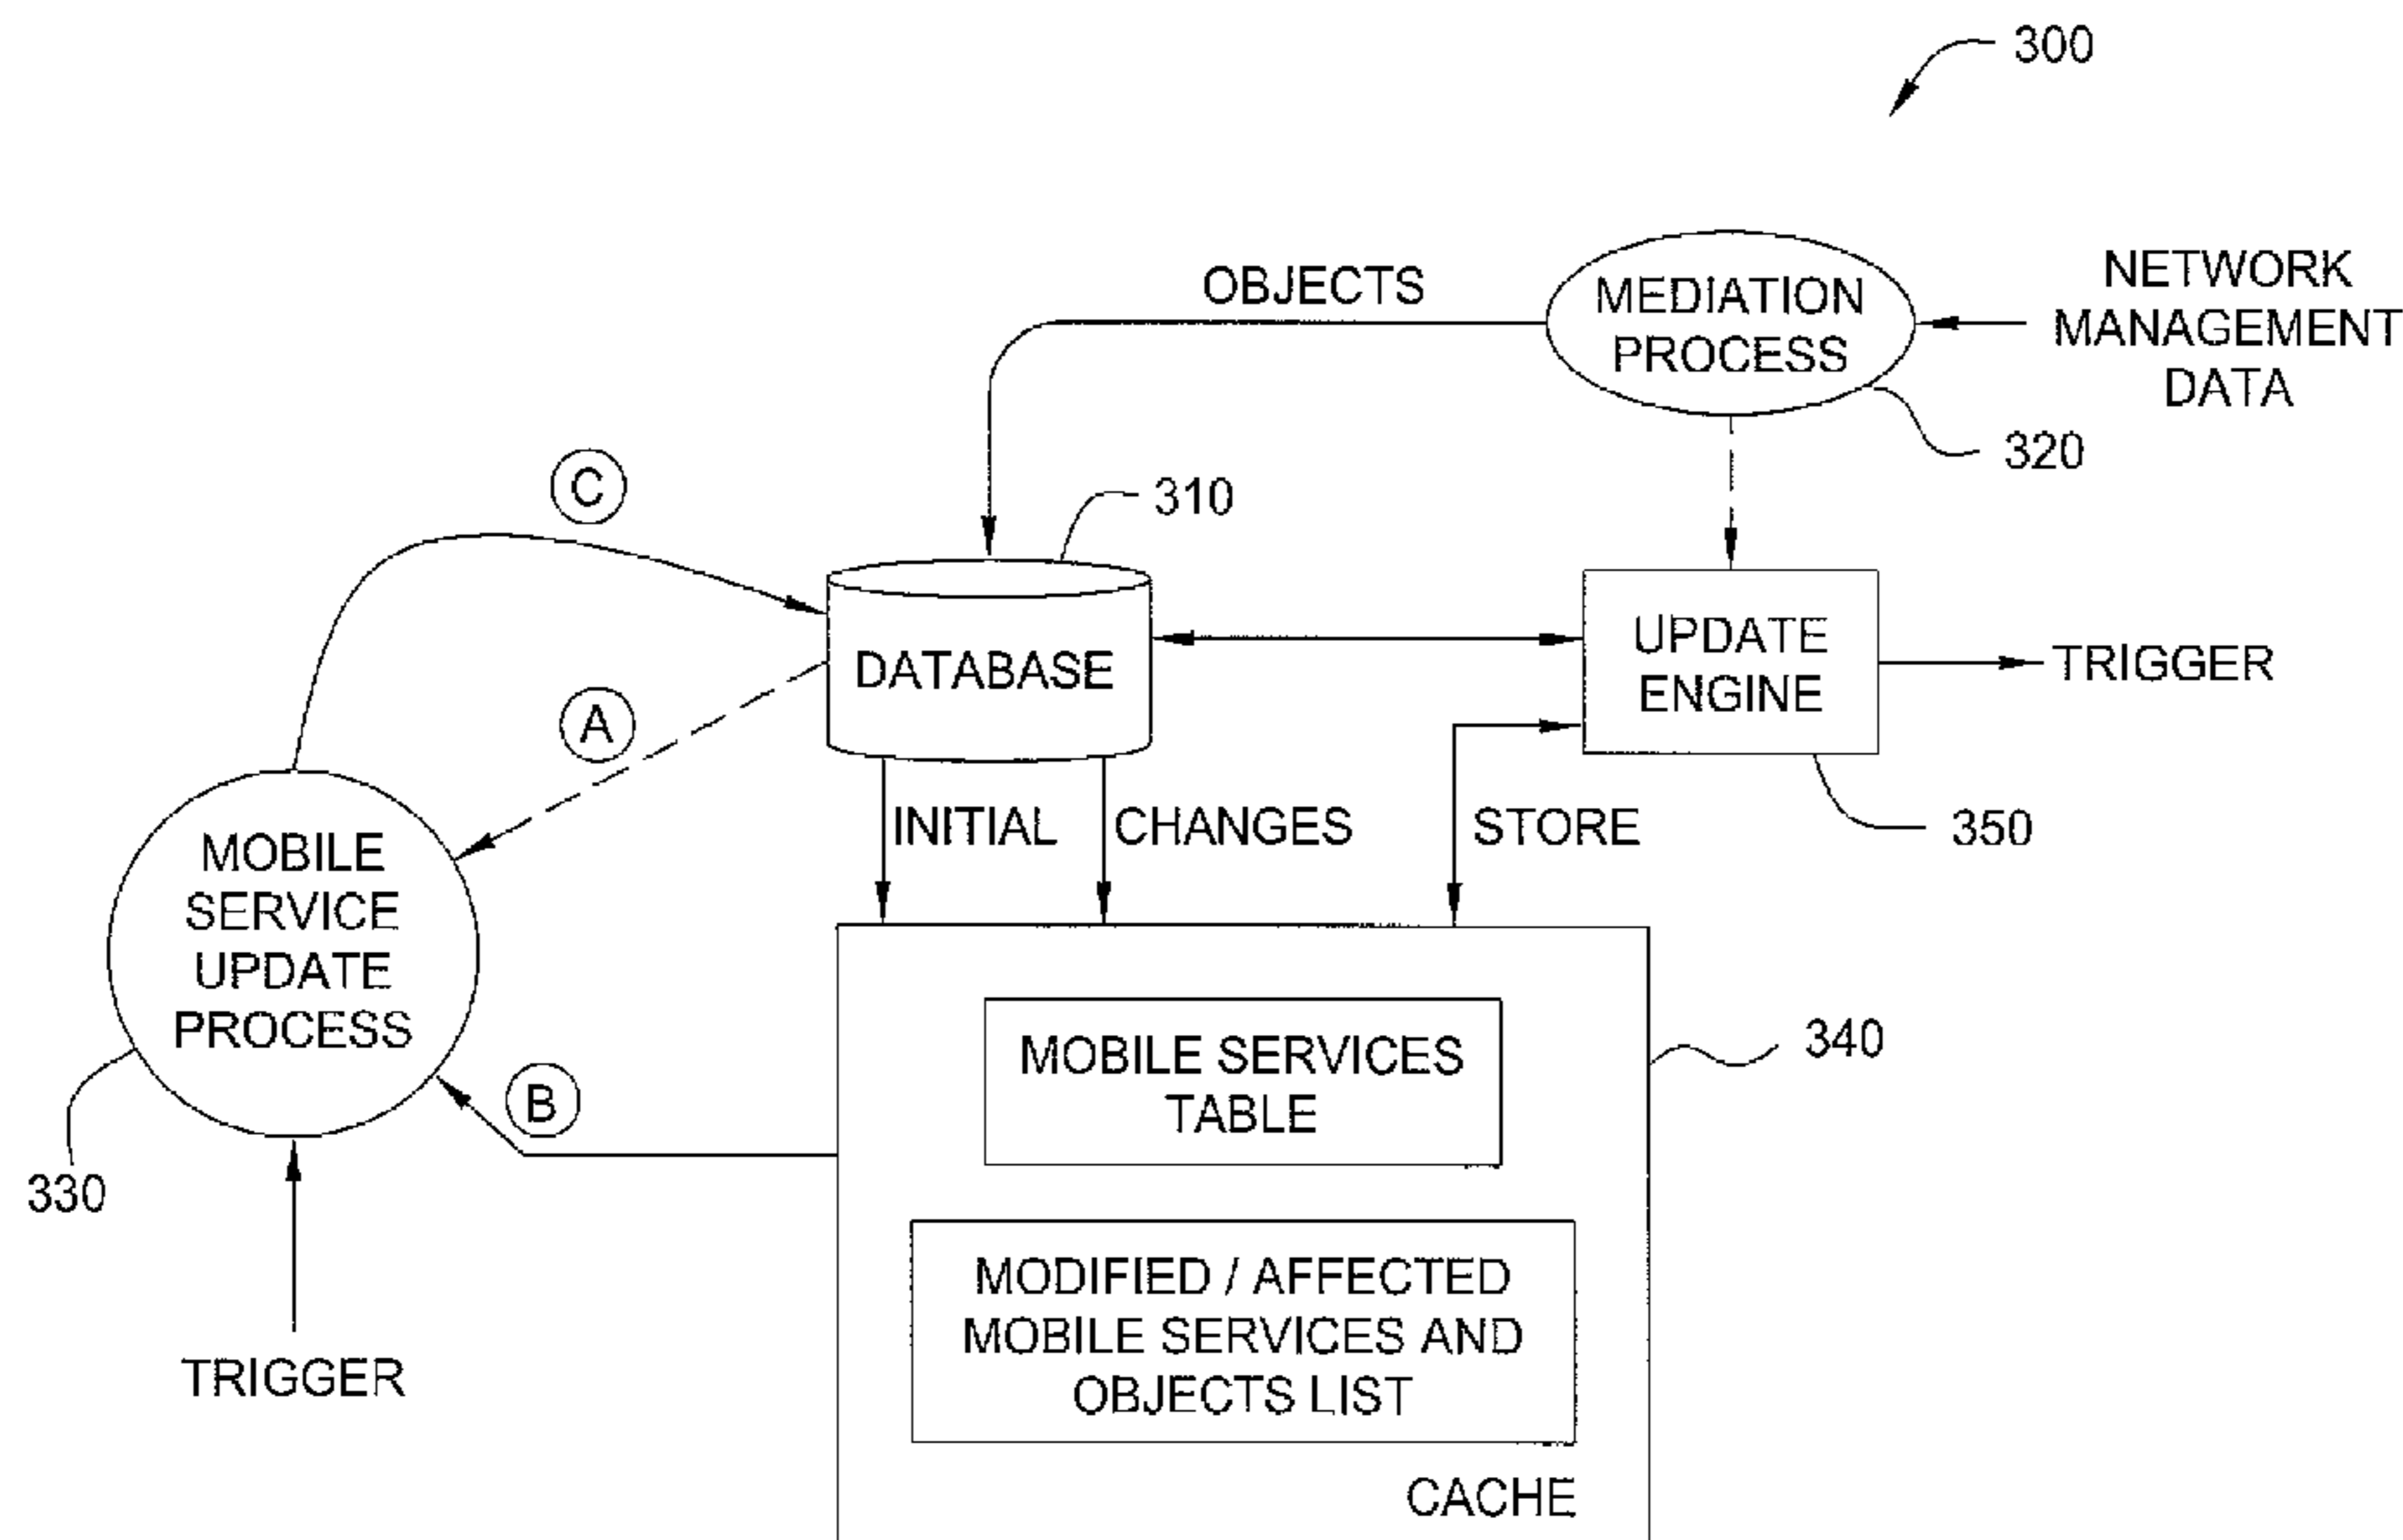 300
OBJECTS
MEDIATION
PROCESS
NETWORK
MANAGEMENT
DATA
320
C
310
DATABASE
UPDATE
ENGINE
TRIGGER
A
INITIAL
CHANGES
STORE
350
MOBILE
SERVICE
UPDATE
PROCESS
MOBILE SERVICES
TABLE
340
B
330
MODIFIED / AFFECTED
MOBILE SERVICES AND
OBJECTS LIST
TRIGGER
CACHE